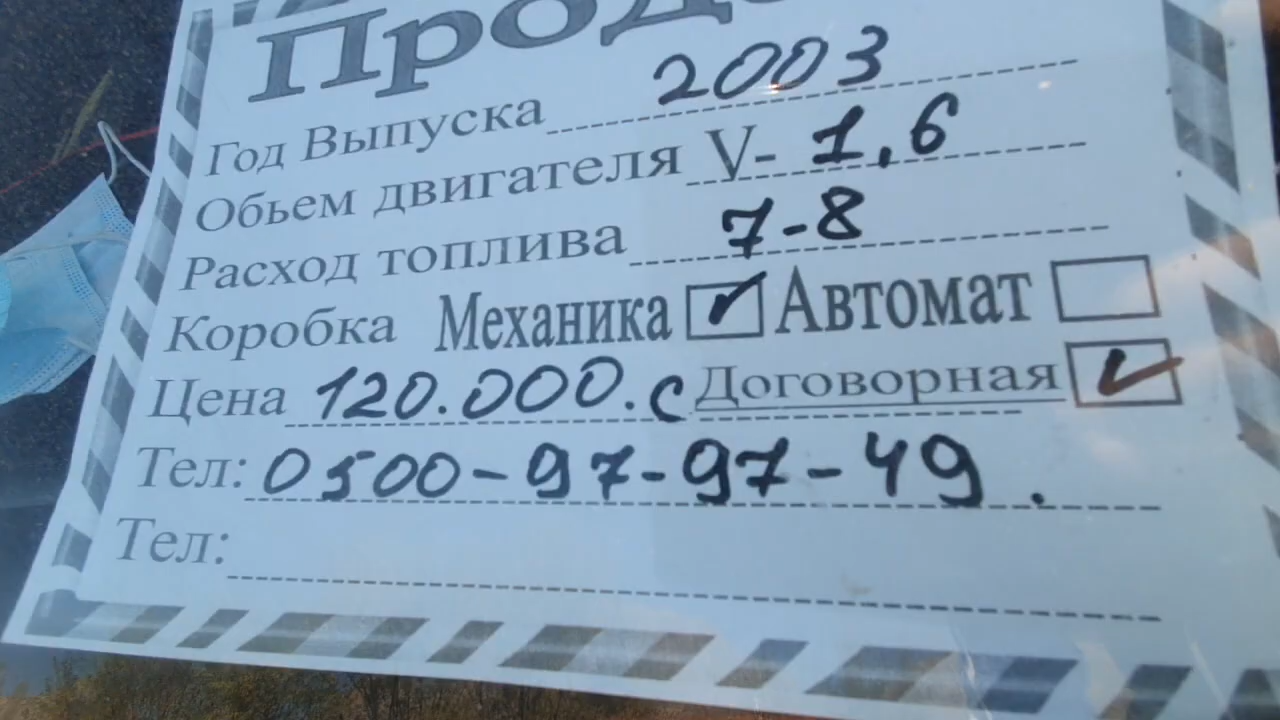 Год Выпуска 2003
Обьем двигателя V- 1,6
Расход топлива 7-8
Коробка Механика Автомат
Цена 120.000.с Договорная
Тел: 0500-97-97-49.
Тел: